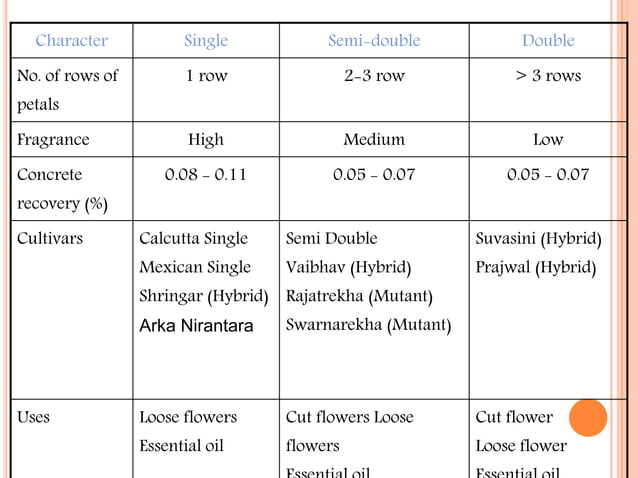 Character Single Semi-double Double
No. of rows of petals 1 row 2-3 row > 3 rows
Fragrance High Medium Low
Concrete recovery (%) 0.08 - 0.11 0.05 - 0.07 0.05 - 0.07
Cultivars
Calcutta Single
Mexican Single
Shringar (Hybrid)
Arka Nirantara
Semi Double
Vaibhav (Hybrid)
Rajatrekha (Mutant)
Swarnarekha (Mutant)
Suvasini (Hybrid)
Prajwal (Hybrid)
Uses
Loose flowers
Essential oil
Cut flowers Loose
flowers
Essential oil
Cut flower
Loose flower
Essential oil